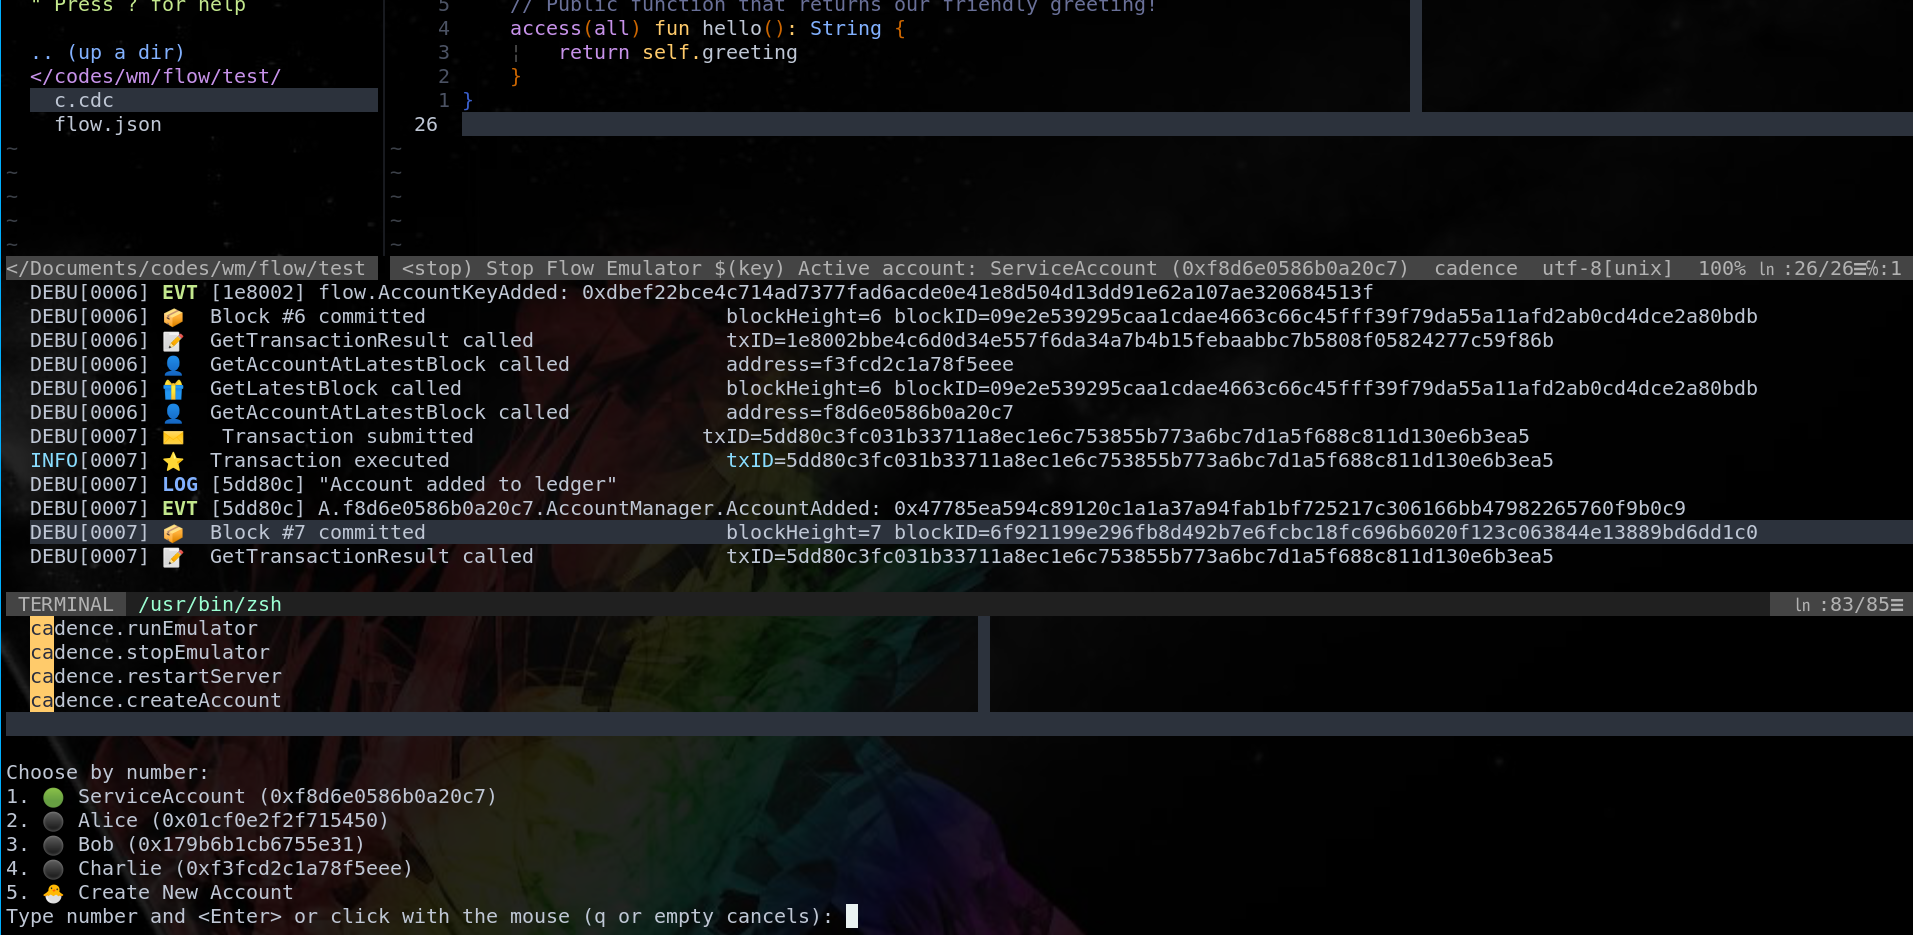 " Press ? for help
.. (up a dir)
</codes/wm/flow/test/
c.cdc
flow.json
~
~
~
~
~
5 // Public function that returns our friendly greeting!
4 access(all) fun hello(): String {
3 ¦ return self.greeting
2 }
1 }
26
~
~
~
~
~
</Documents/codes/wm/flow/test <stop) Stop Flow Emulator $(key) Active account: ServiceAccount (0xf8d6e0586b0a20c7) cadence utf-8[unix] 100% ln :26/26☰℅:1
DEBU[0006] EVT [1e8002] flow.AccountKeyAdded: 0xdbef22bce4c714ad7377fad6acde0e41e8d504d13dd91e62a107ae320684513f
DEBU[0006] 📦 Block #6 committed blockHeight=6 blockID=09e2e539295caa1cdae4663c66c45fff39f79da55a11afd2ab0cd4dce2a80bdb
DEBU[0006] 📝 GetTransactionResult called txID=1e8002bbe4c6d0d34e557f6da34a7b4b15febaabbc7b5808f05824277c59f86b
DEBU[0006] 👤 GetAccountAtLatestBlock called address=f3fcd2c1a78f5eee
DEBU[0006] 🎁 GetLatestBlock called blockHeight=6 blockID=09e2e539295caa1cdae4663c66c45fff39f79da55a11afd2ab0cd4dce2a80bdb
DEBU[0006] 👤 GetAccountAtLatestBlock called address=f8d6e0586b0a20c7
DEBU[0007] ✉️ Transaction submitted txID=5dd80c3fc031b33711a8ec1e6c753855b773a6bc7d1a5f688c811d130e6b3ea5
INFO[0007] ⭐ Transaction executed txID=5dd80c3fc031b33711a8ec1e6c753855b773a6bc7d1a5f688c811d130e6b3ea5
DEBU[0007] LOG [5dd80c] "Account added to ledger"
DEBU[0007] EVT [5dd80c] A.f8d6e0586b0a20c7.AccountManager.AccountAdded: 0x47785ea594c89120c1a1a37a94fab1bf725217c306166bb47982265760f9b0c9
DEBU[0007] 📦 Block #7 committed blockHeight=7 blockID=6f921199e296fb8d492b7e6fcbc18fc696b6020f123c063844e13889bd6dd1c0
DEBU[0007] 📝 GetTransactionResult called txID=5dd80c3fc031b33711a8ec1e6c753855b773a6bc7d1a5f688c811d130e6b3ea5
TERMINAL /usr/bin/zsh ln :83/85☰
cadence.runEmulator
cadence.stopEmulator
cadence.restartServer
cadence.createAccount
Choose by number:
1. 🟢 ServiceAccount (0xf8d6e0586b0a20c7)
2. ⚫ Alice (0x01cf0e2f2f715450)
3. ⚫ Bob (0x179b6b1cb6755e31)
4. ⚫ Charlie (0xf3fcd2c1a78f5eee)
5. 🐣 Create New Account
Type number and <Enter> or click with the mouse (q or empty cancels):